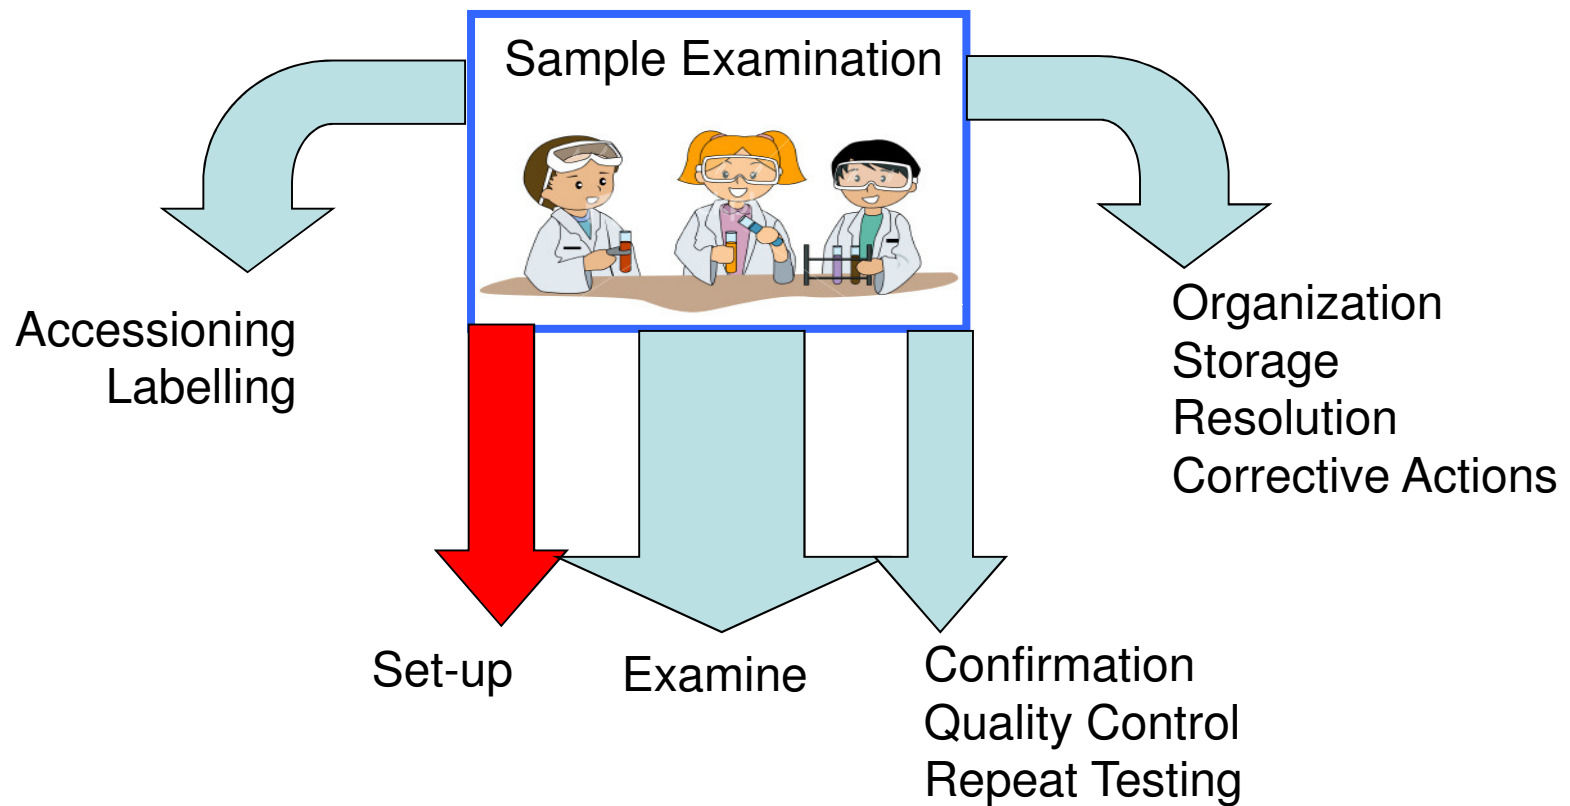 Sample Examination
Accessioning
Labelling
Organization
Storage
Resolution
Corrective Actions
Set-up
Examine
Confirmation
Quality Control
Repeat Testing